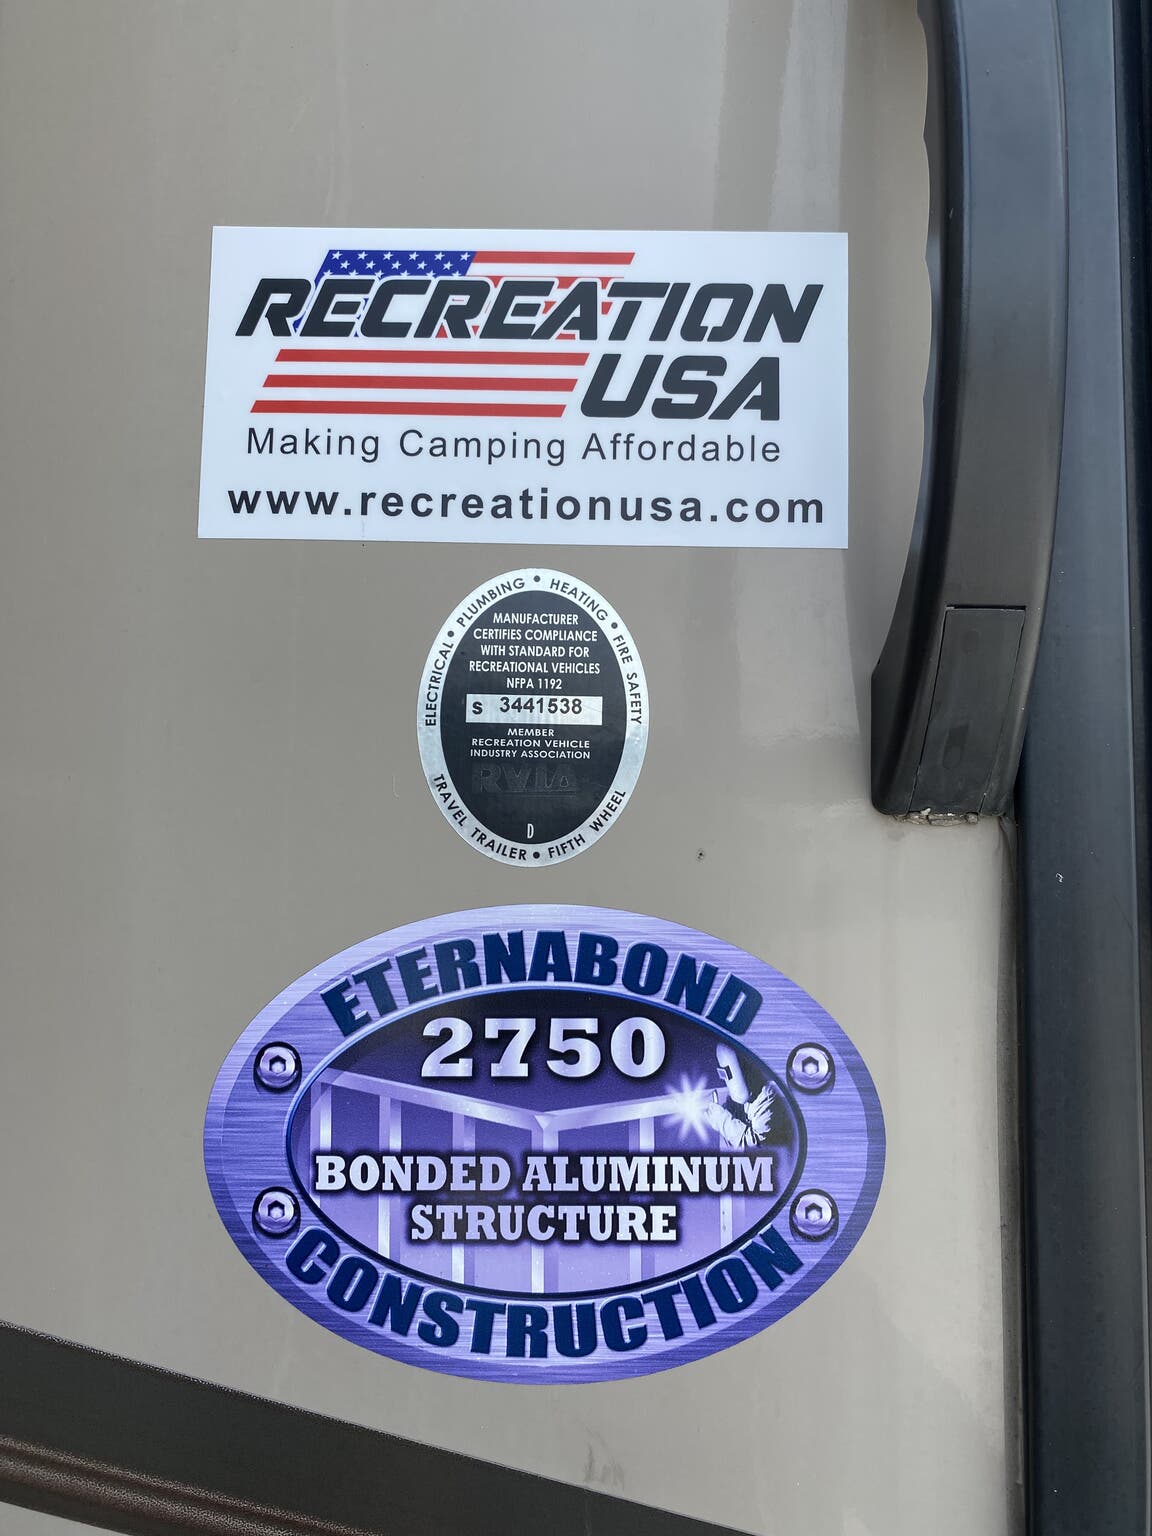 RECREATION
USA
Making Camping Affordable
www.recreationusa.com
ELECTRICAL • PLUMBING • HEATING • FIRE SAFETY
MANUFACTURER
CERTIFIES COMPLIANCE
WITH STANDARD FOR
RECREATIONAL VEHICLES
NFPA 1192
S 3441538
MEMBER
RECREATION VEHICLE
INDUSTRY ASSOCIATION
RVIA
D
TRAVEL TRAILER • FIFTH WHEEL
ETERNABOND
2750
BONDED ALUMINUM
STRUCTURE
CONSTRUCTION